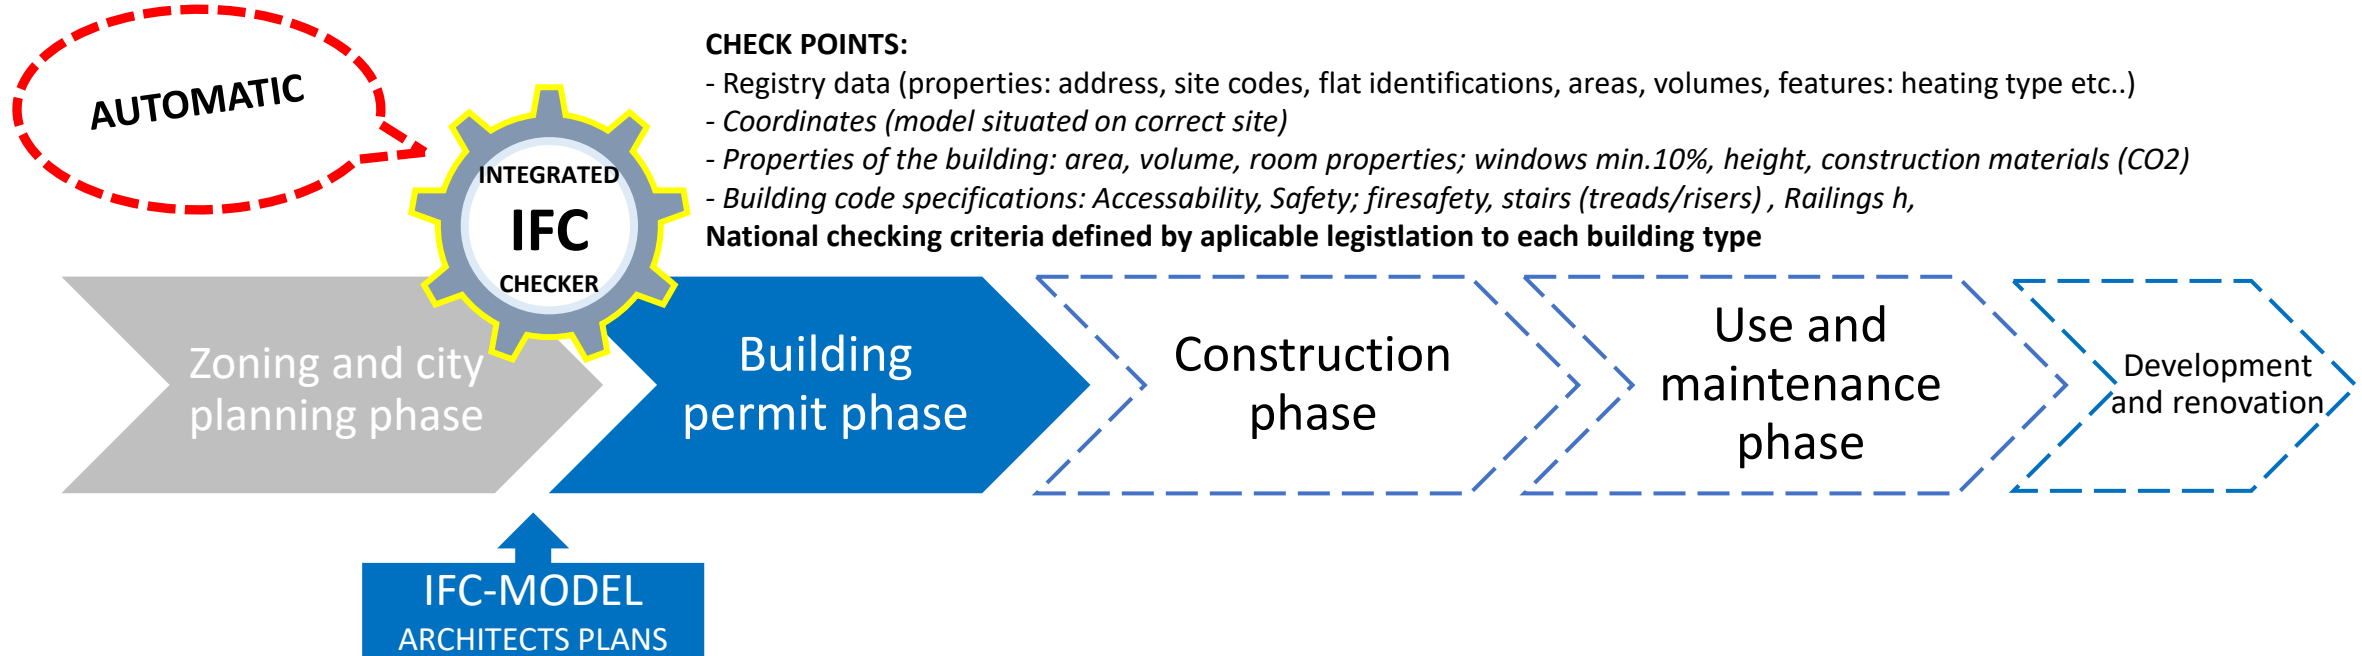 AUTOMATIC
INTEGRATED
IFC
CHECKER
CHECK POINTS:
- Registry data (properties: address, site codes, flat identifications, areas, volumes, features: heating type etc..)
- Coordinates (model situated on correct site)
- Properties of the building: area, volume, room properties; windows min.10%, height, construction materials (CO2)
- Building code specifications: Accessability, Safety; firesafety, stairs (treads/risers) , Railings h,
National checking criteria defined by aplicable legistlation to each building type
Zoning and city
planning phase
Building
permit phase
Construction
phase
Use and
maintenance
phase
Development
and renovation
IFC-MODEL
ARCHITECTS PLANS